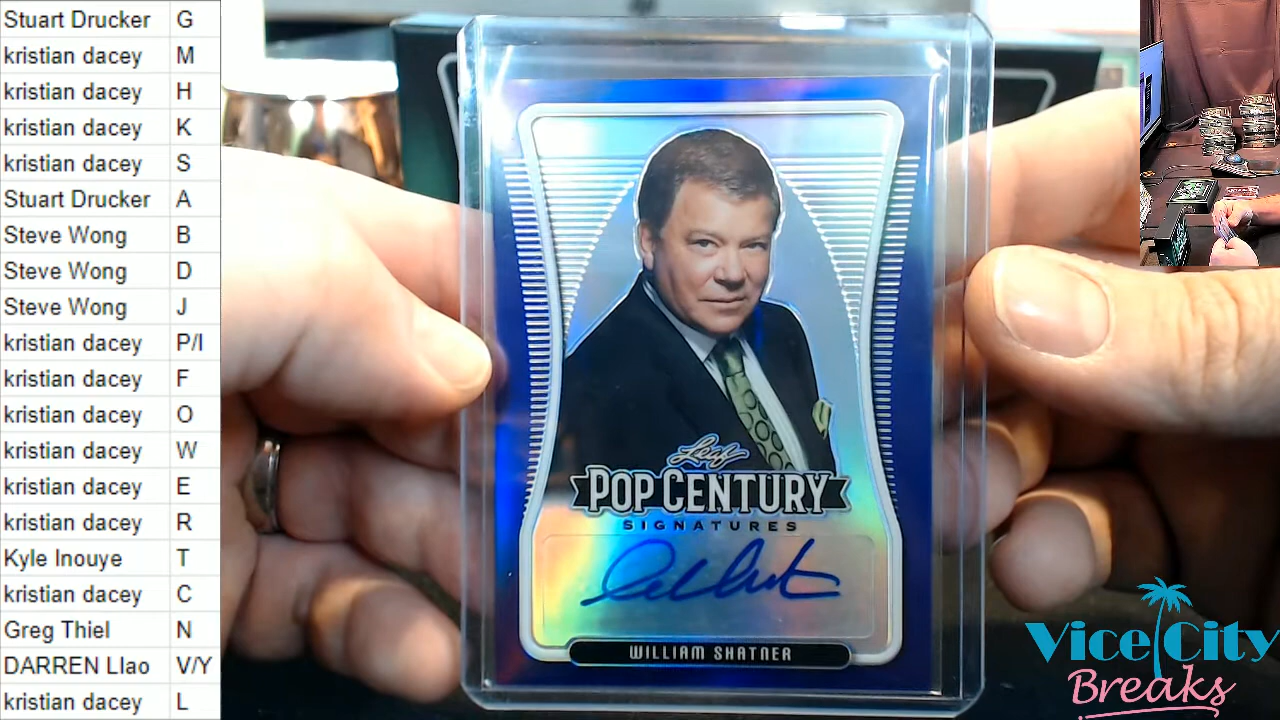 Stuart Drucker G
kristian dacey M
kristian dacey H
kristian dacey K
kristian dacey S
Stuart Drucker A
Steve Wong B
Steve Wong D
Steve Wong J
kristian dacey P/I
kristian dacey F
kristian dacey O
kristian dacey W
kristian dacey E
kristian dacey R
Kyle Inouye T
kristian dacey C
Greg Thiel N
DARREN Llao V/Y
kristian dacey L
Leaf
POP CENTURY
SIGNATURES
WILLIAM SHATNER
Vice City
Breaks